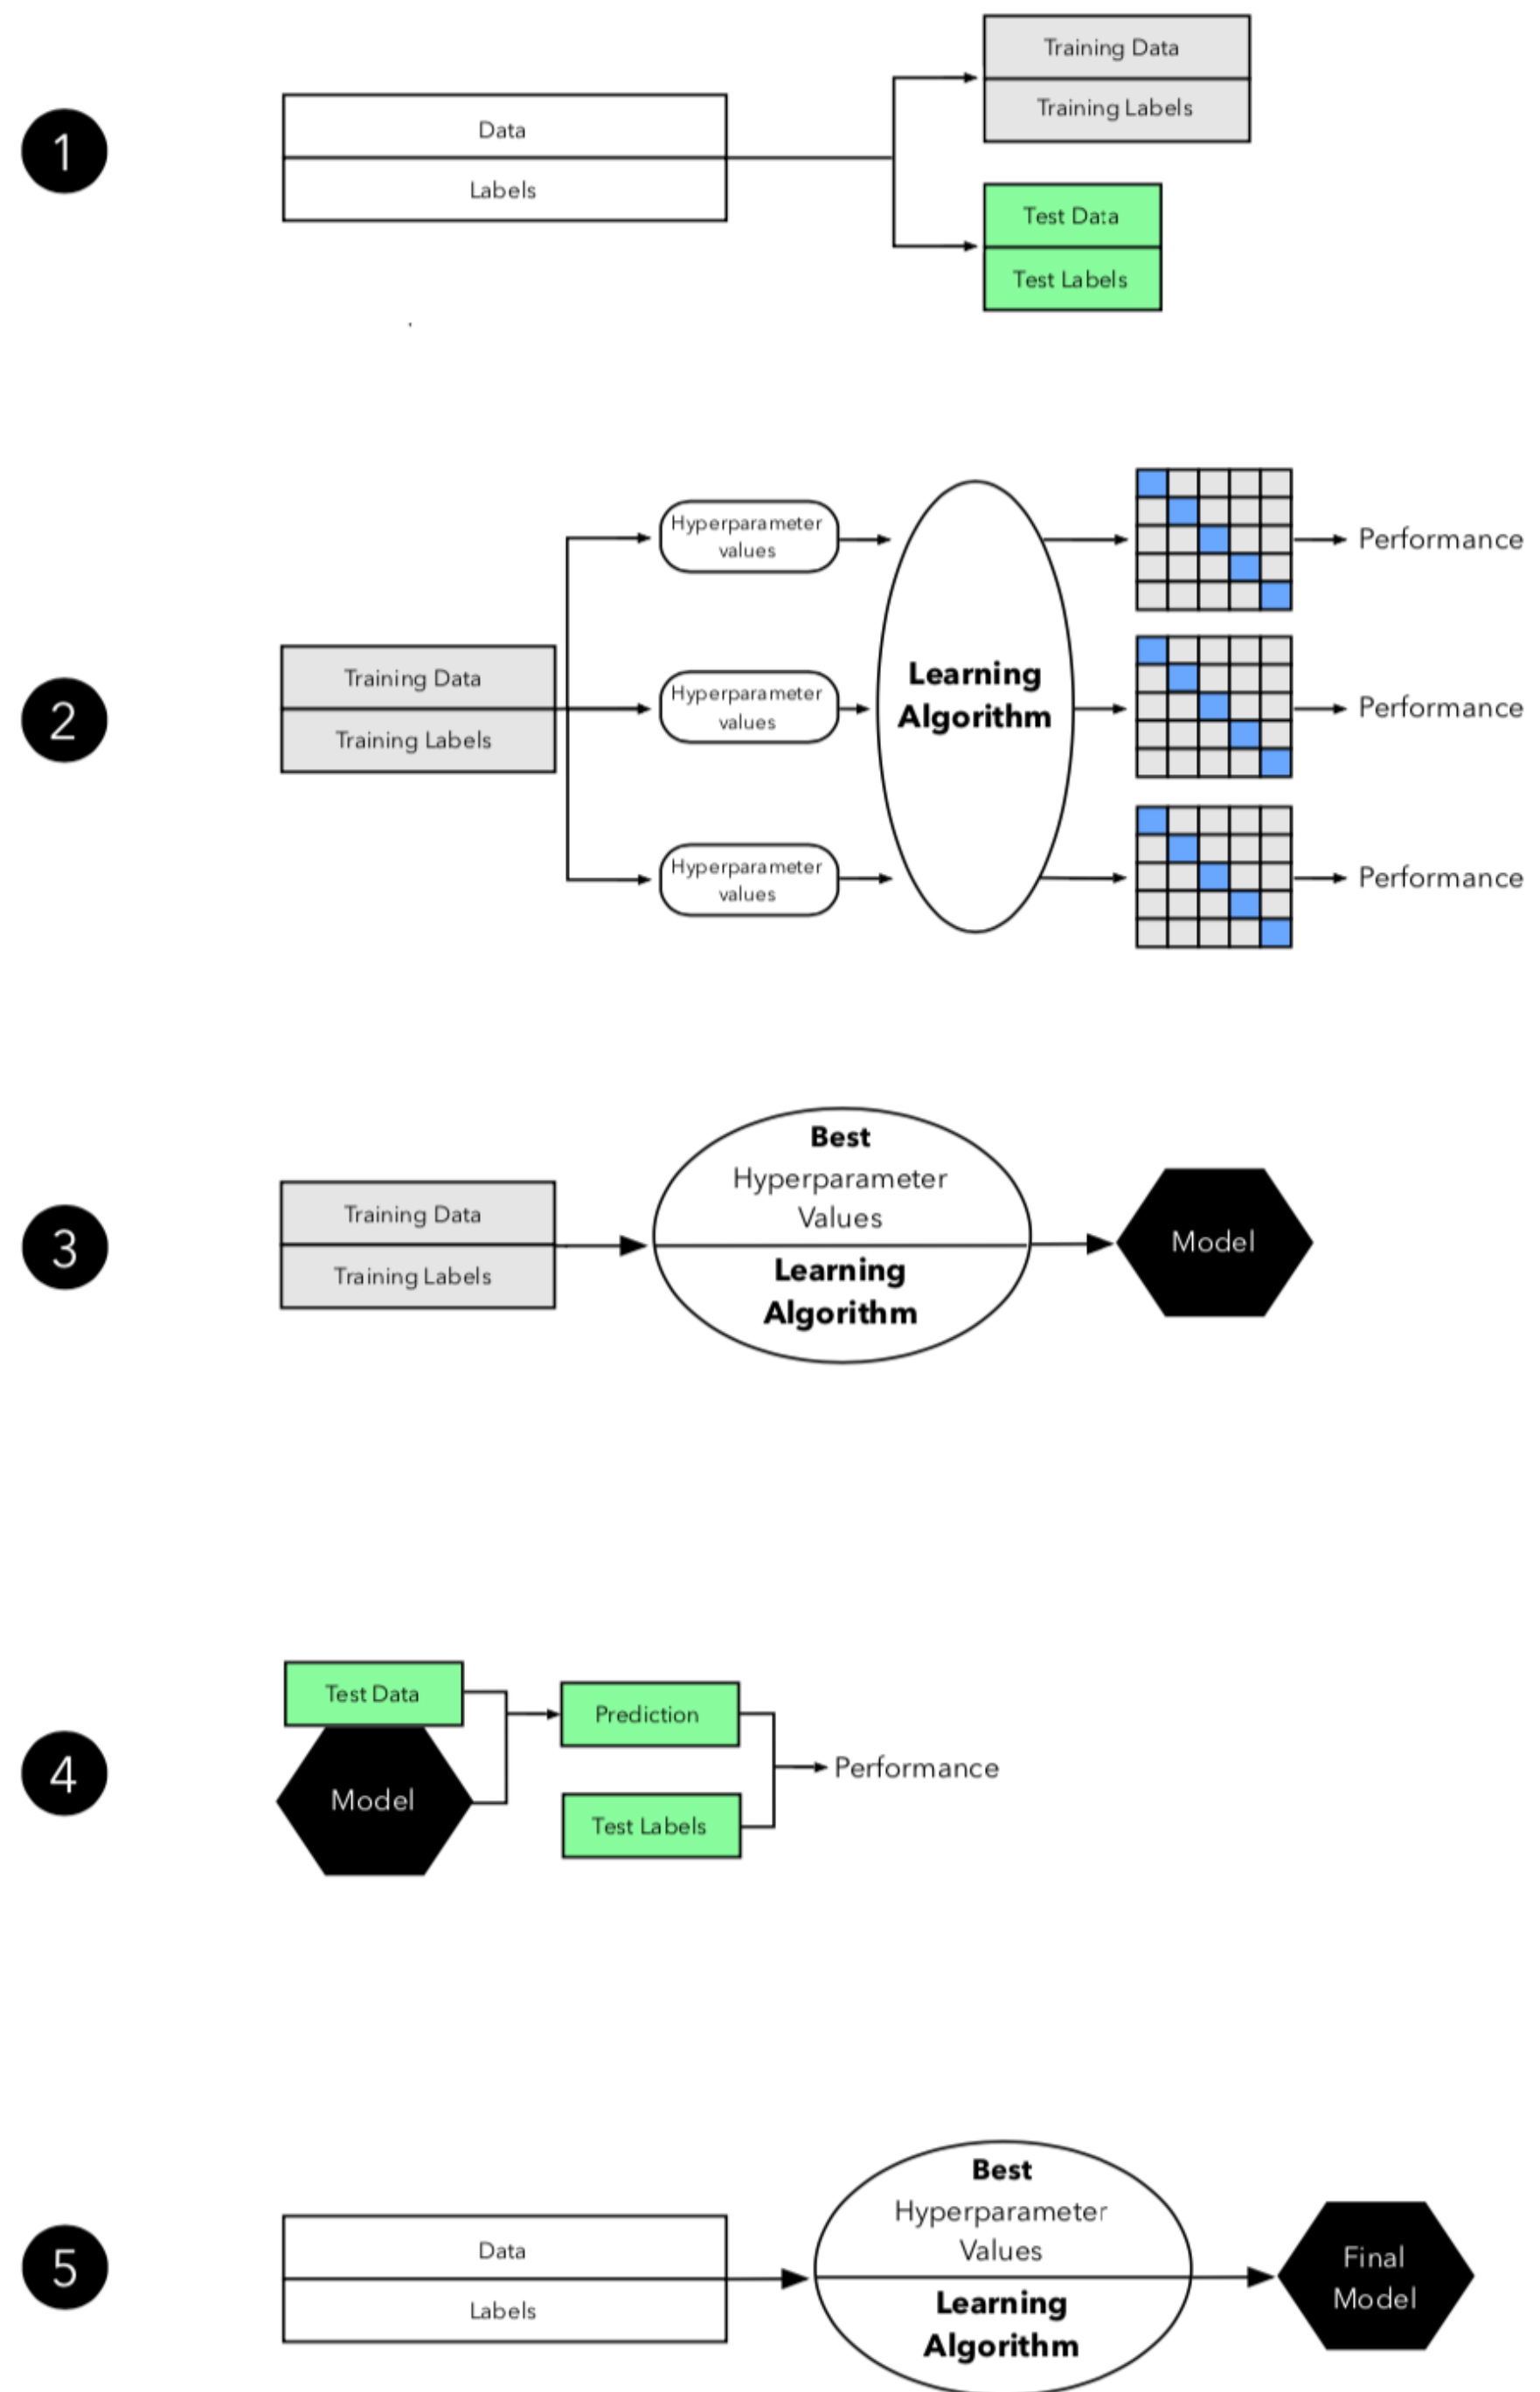 1
Data
Labels
Training Data
Training Labels
Test Data
Test Labels
2
Training Data
Training Labels
Hyperparameter
values
Hyperparameter
values
Hyperparameter
values
Learning
Algorithm
Performance
Performance
Performance
3
Training Data
Training Labels
Best
Hyperparameter
Values
Learning
Algorithm
Model
4
Test Data
Model
Prediction
Test Labels
Performance
5
Data
Labels
Best
Hyperparameter
Values
Learning
Algorithm
Final
Model